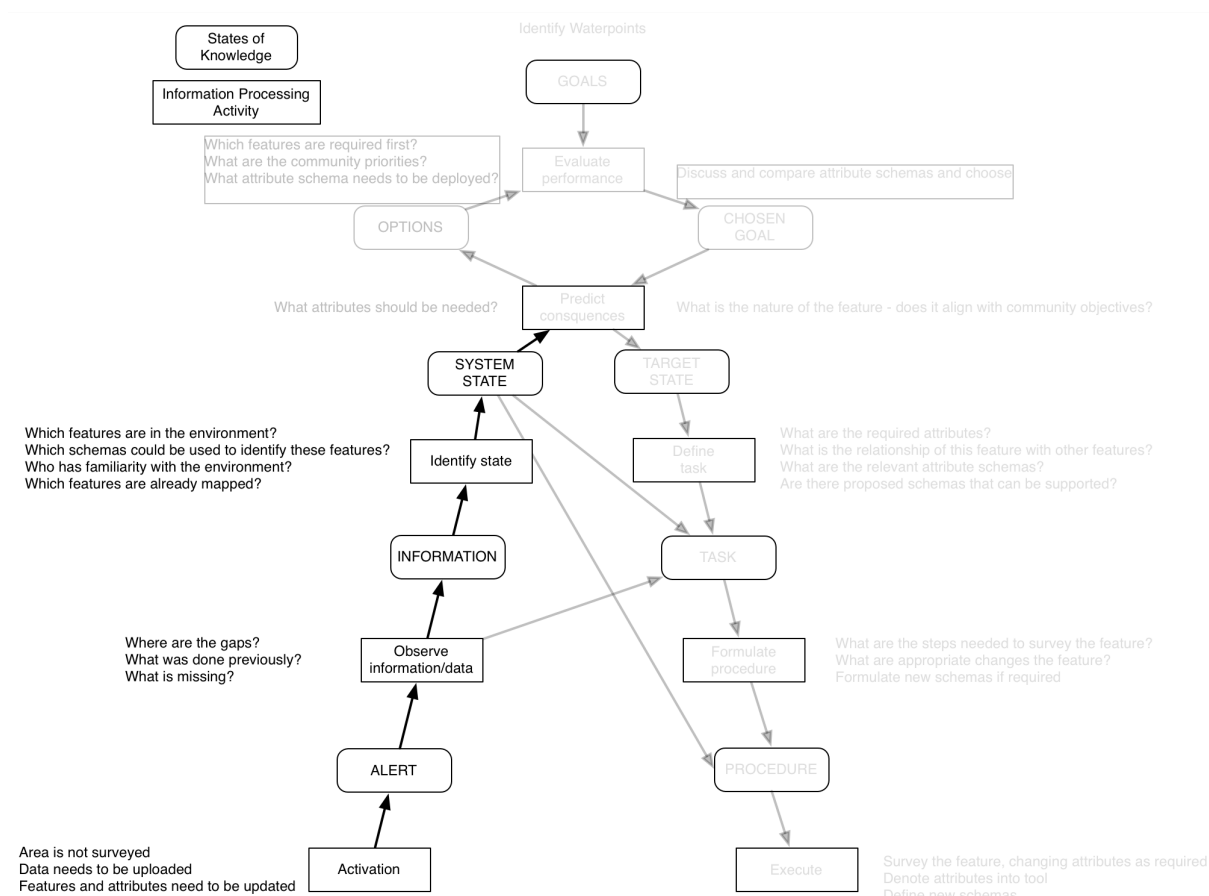 Identify Waterpoints
States of
Knowledge
GOALS
Information Processing
Activity
Which features are required first?
What are the community priorities?
What attribute schema needs to be deployed?
Evaluate
performance
Discuss and compare attribute schemas and choose
OPTIONS
CHOSEN
GOAL
What attributes should be needed?
Predict
consquences
What is the nature of the feature - does it align with community objectives?
SYSTEM
STATE
TARGET
STATE
Which features are in the environment?
Which schemas could be used to identify these features?
Who has familiarity with the environment?
Which features are already mapped?
Identify state
Define
task
What are the required attributes?
What is the relationship of this feature with other features?
What are the relevant attribute schemas?
Are there proposed schemas that can be supported?
INFORMATION
TASK
Where are the gaps?
What was done previously?
What is missing?
Observe
information/data
Formulate
procedure
What are the steps needed to survey the feature?
What are appropriate changes the feature?
Formulate new schemas if required
ALERT
PROCEDURE
Area is not surveyed
Data needs to be uploaded
Features and attributes need to be updated
Activation
Execute
Survey the feature, changing attributes as required
Denote attributes into tool
Define new schemas